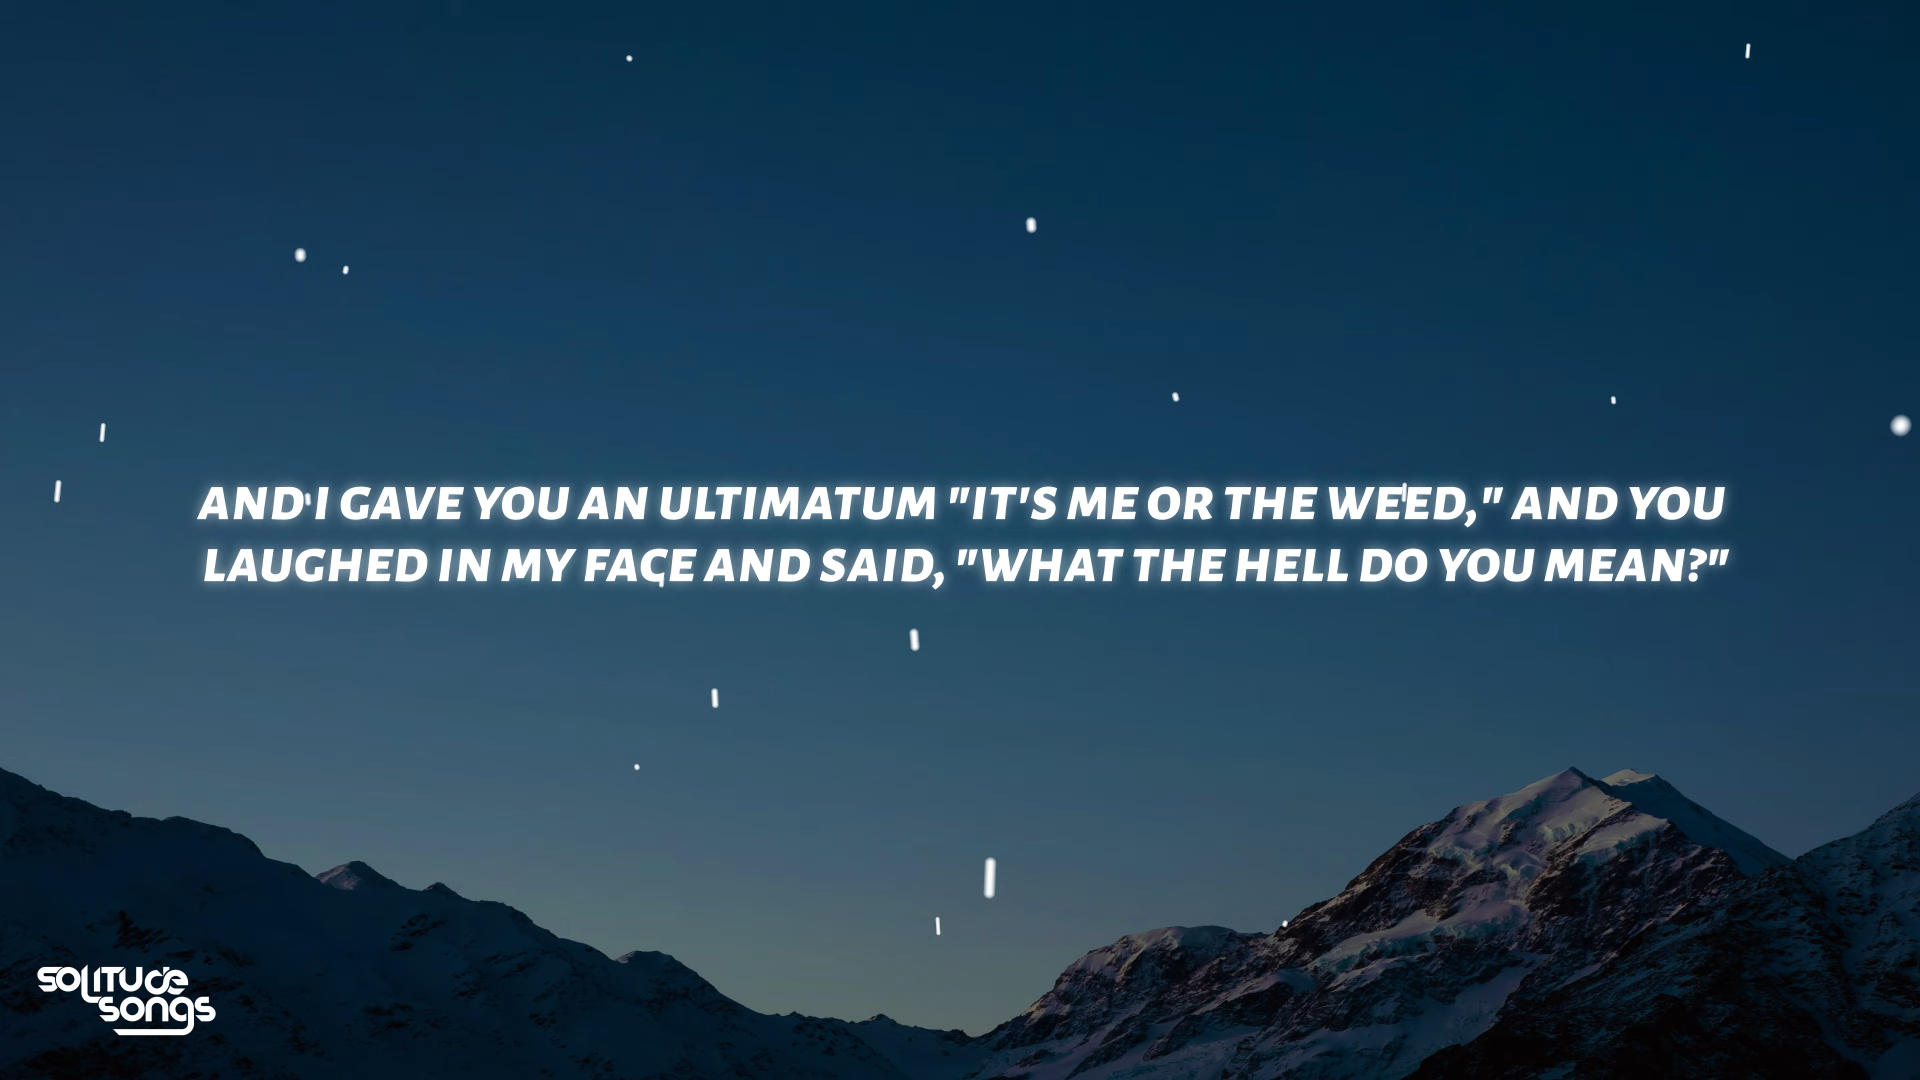 AND I GAVE YOU AN ULTIMATUM "IT'S ME OR THE WEED," AND YOU
LAUGHED IN MY FACE AND SAID, "WHAT THE HELL DO YOU MEAN?"
SOLITUDE
SONGS